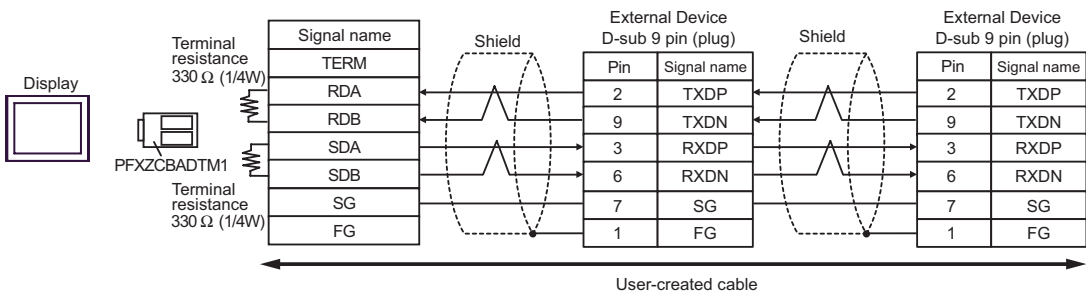 Display
PFXZCBADTM1
Terminal
resistance
330 Ω (1/4W)
Terminal
resistance
330 Ω (1/4W)
Signal name
TERM
RDA
RDB
SDA
SDB
SG
FG
Shield
External Device
D-sub 9 pin (plug)
Pin Signal name
2 TXDP
9 TXDN
3 RXDP
6 RXDN
7 SG
1 FG
Shield
External Device
D-sub 9 pin (plug)
Pin Signal name
2 TXDP
9 TXDN
3 RXDP
6 RXDN
7 SG
1 FG
User-created cable